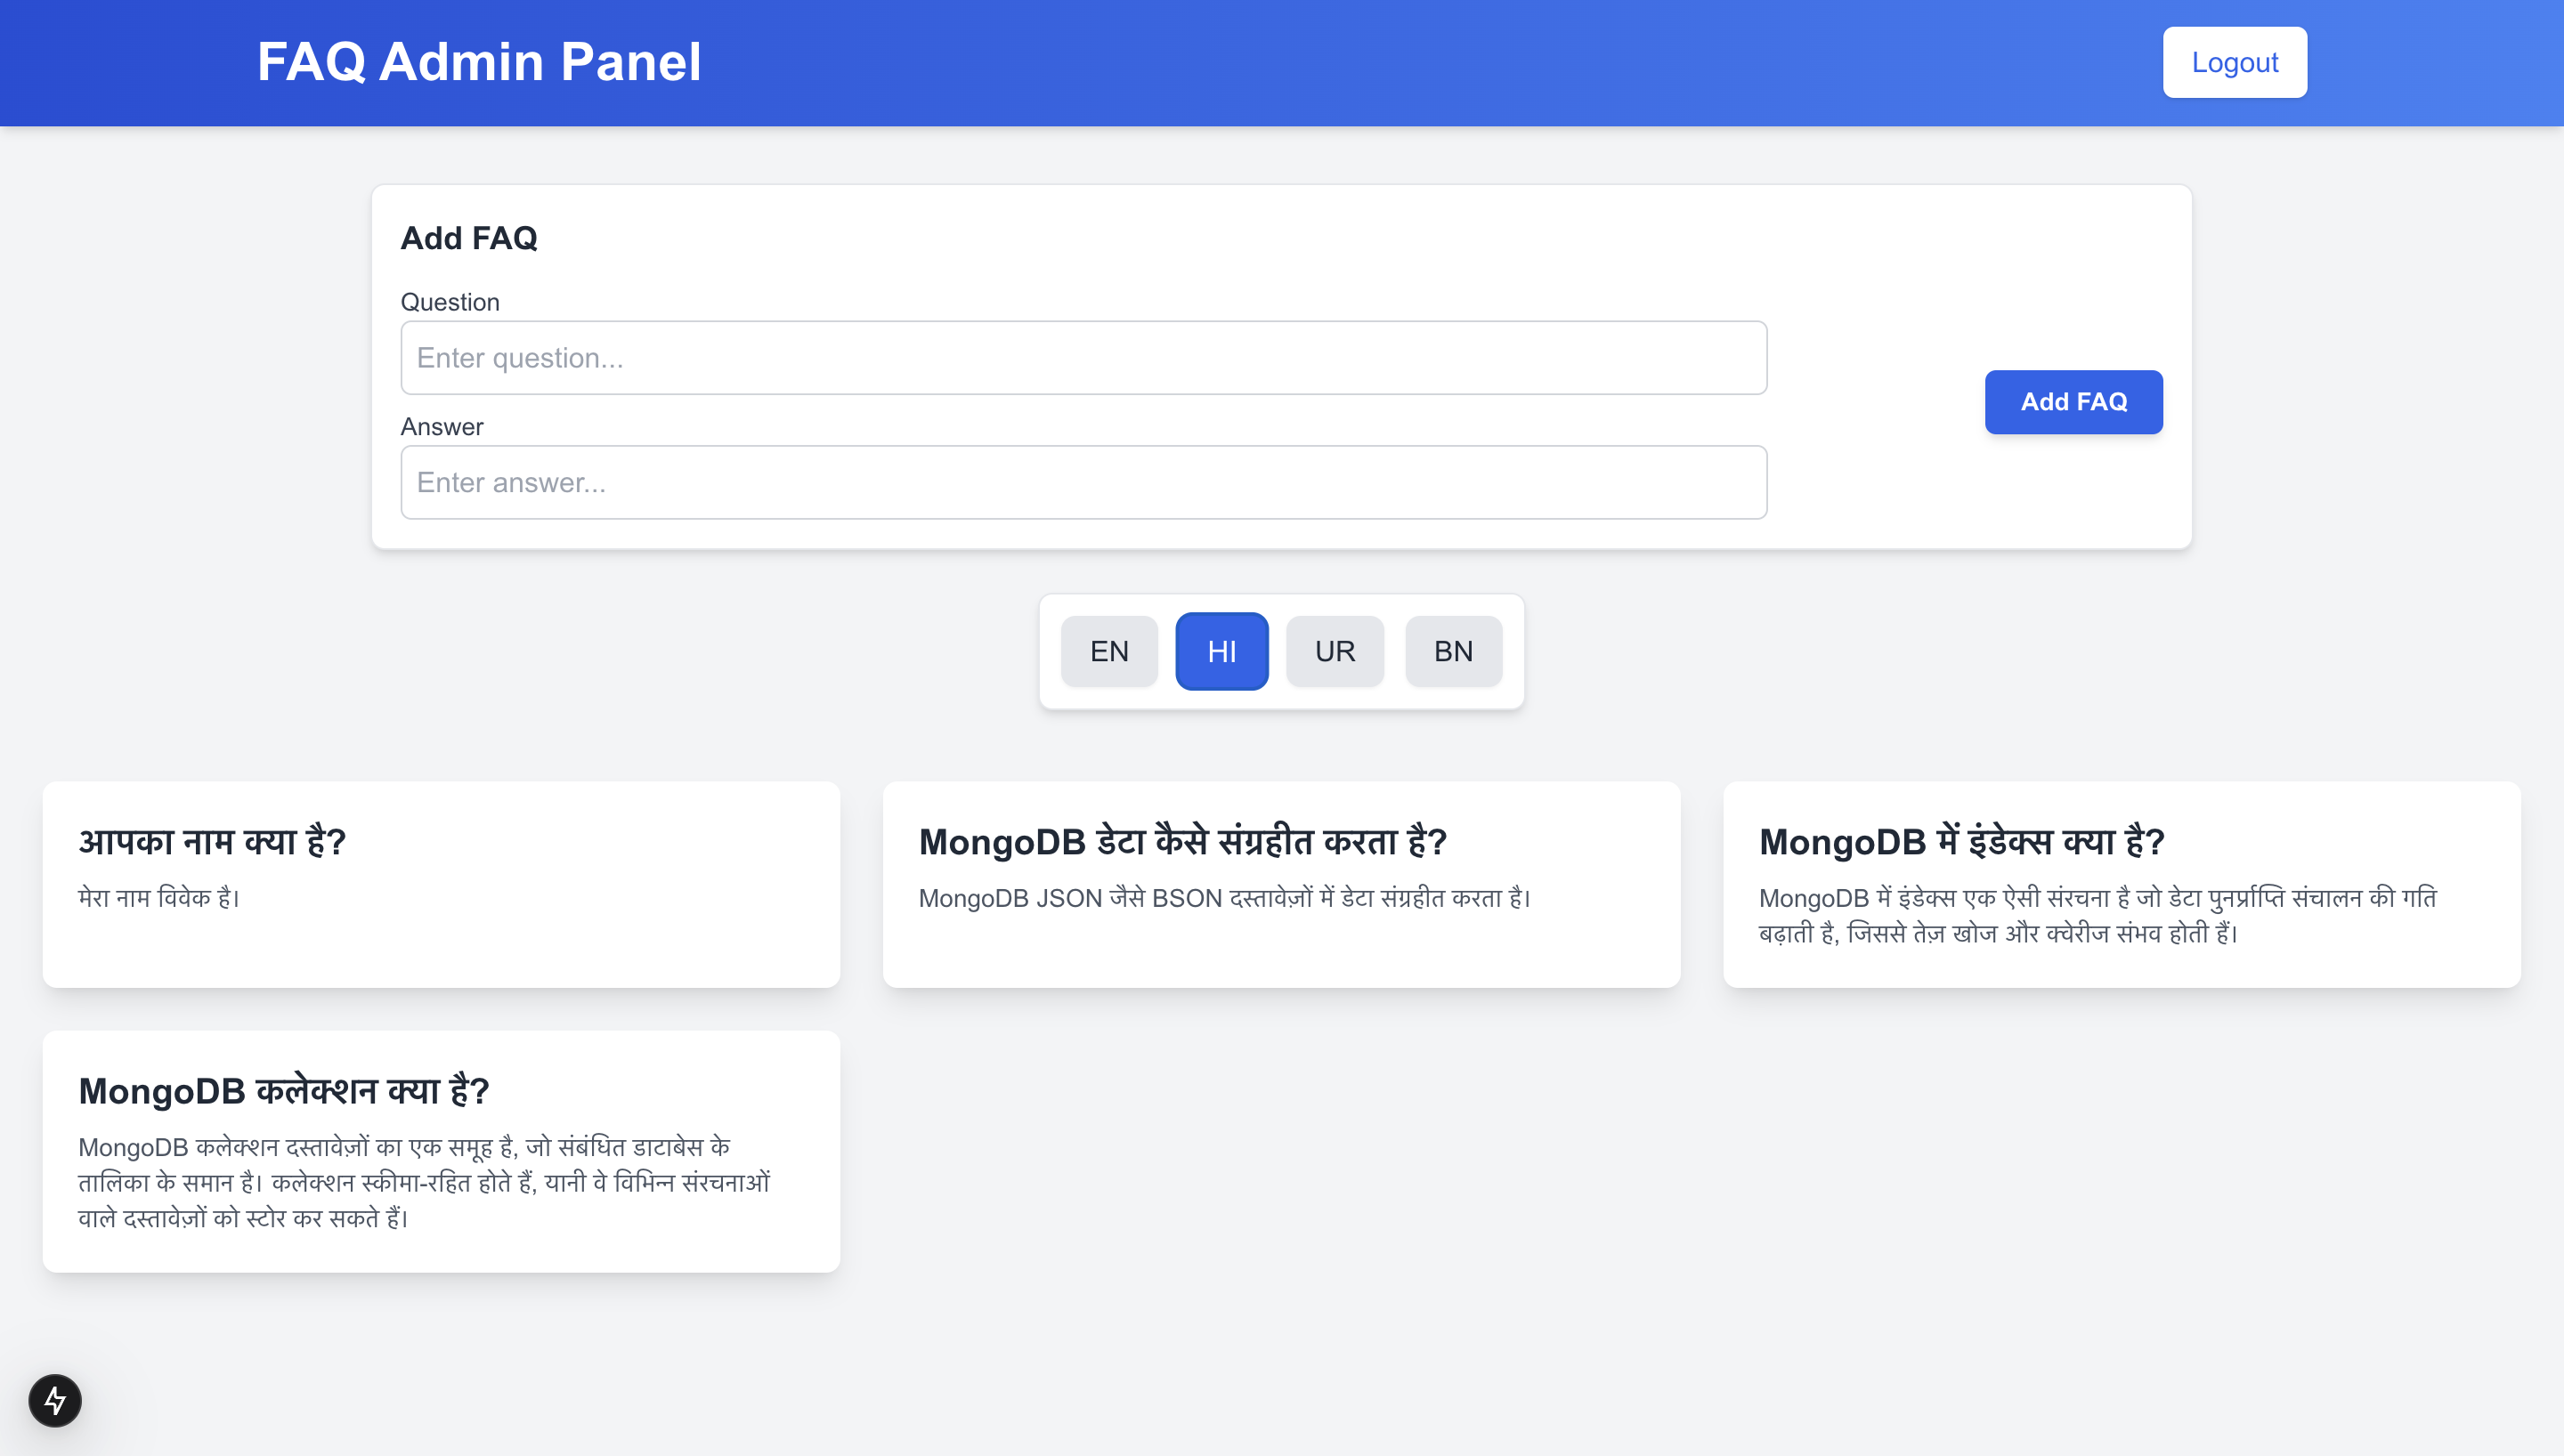 FAQ Admin Panel
Logout
Add FAQ
Question
Enter question...
Add FAQ
Answer
Enter answer...
EN
HI
UR
BN
आपका नाम क्या है?
मेरा नाम विवेक है।
MongoDB डेटा कैसे संग्रहीत करता है?
MongoDB JSON जैसे BSON दस्तावेज़ों में डेटा संग्रहीत करता है।
MongoDB में इंडेक्स क्या है?
MongoDB में इंडेक्स एक ऐसी संरचना है जो डेटा पुनर्प्राप्ति संचालन की गति
बढ़ाती है, जिससे तेज़ खोज और क्वेरीज संभव होती हैं।
MongoDB कलेक्शन क्या है?
MongoDB कलेक्शन दस्तावेज़ों का एक समूह है, जो संबंधित डाटाबेस के
तालिका के समान है। कलेक्शन स्कीमा-रहित होते हैं, यानी वे विभिन्न संरचनाओं
वाले दस्तावेज़ों को स्टोर कर सकते हैं।